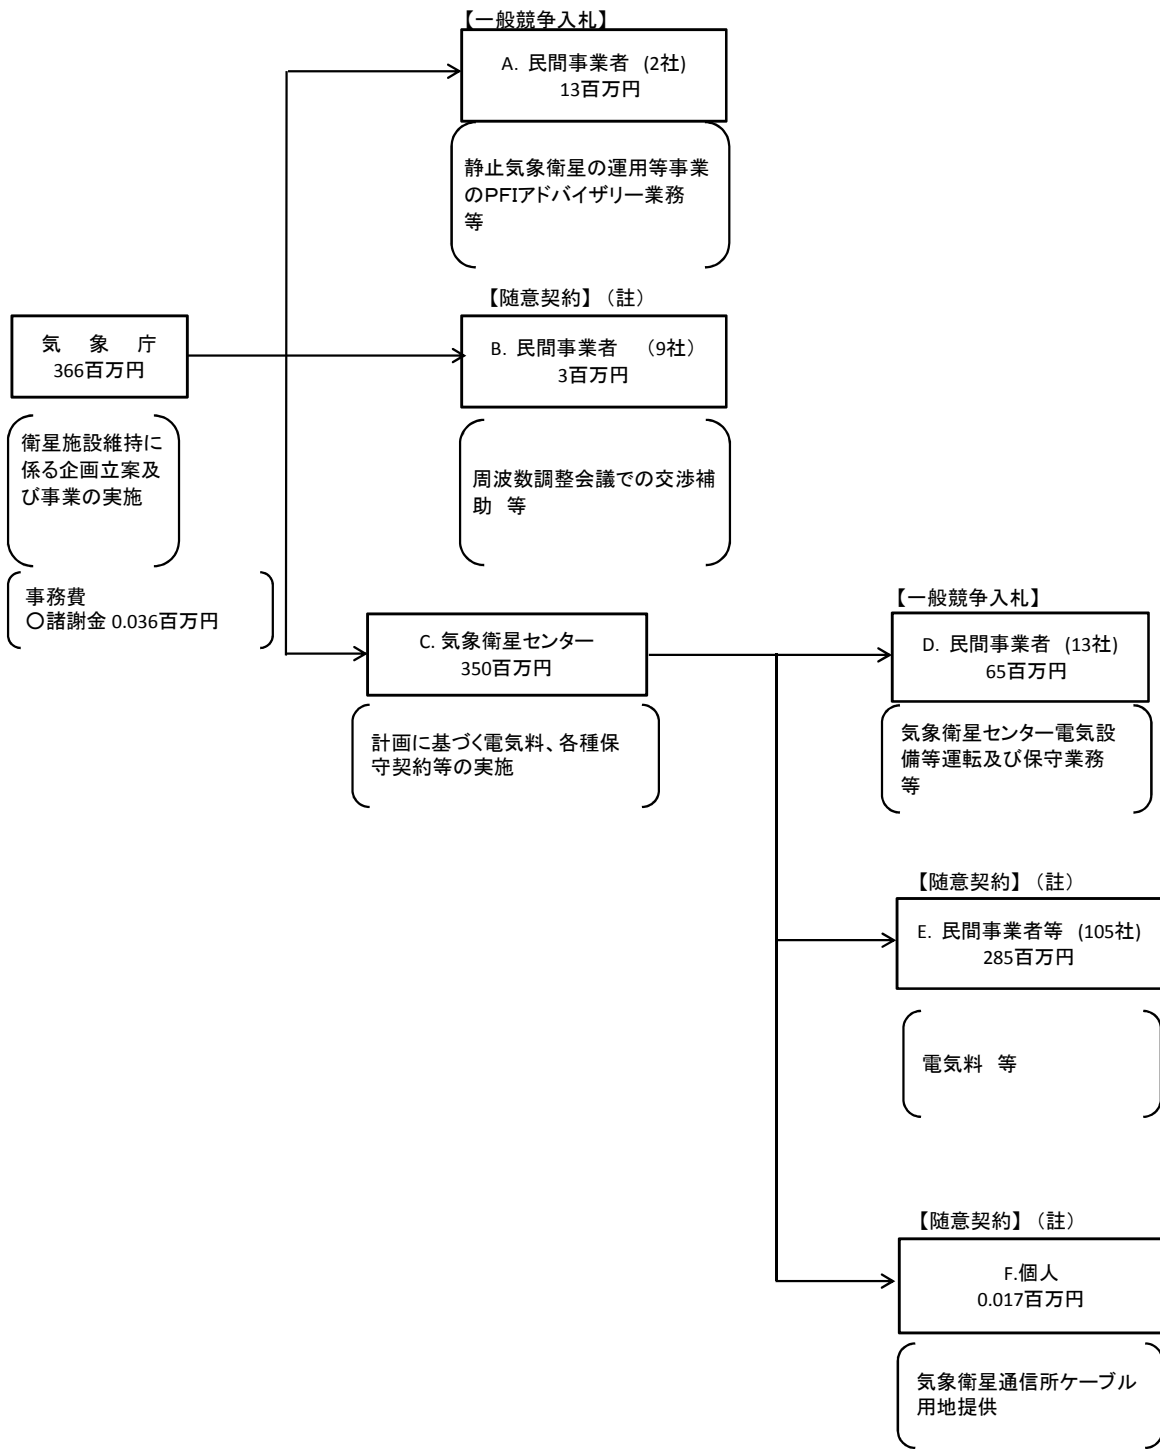 【一般競争入札】
A. 民間事業者 (2社)
13百万円
静止気象衛星の運用等事業
のPFIアドバイザリー業務
等
【随意契約】（註）
気 象 庁
366百万円
B. 民間事業者 （9社）
3百万円
衛星施設維持に
係る企画立案及
び事業の実施
周波数調整会議での交渉補
助 等
事務費
○諸謝金 0.036百万円
【一般競争入札】
C. 気象衛星センター
350百万円
D. 民間事業者 (13社)
65百万円
計画に基づく電気料、各種保
守契約等の実施
気象衛星センター電気設
備等運転及び保守業務
等
【随意契約】（註）
E. 民間事業者等 (105社)
285百万円
電気料 等
【随意契約】（註）
F.個人
0.017百万円
気象衛星通信所ケーブル
用地提供